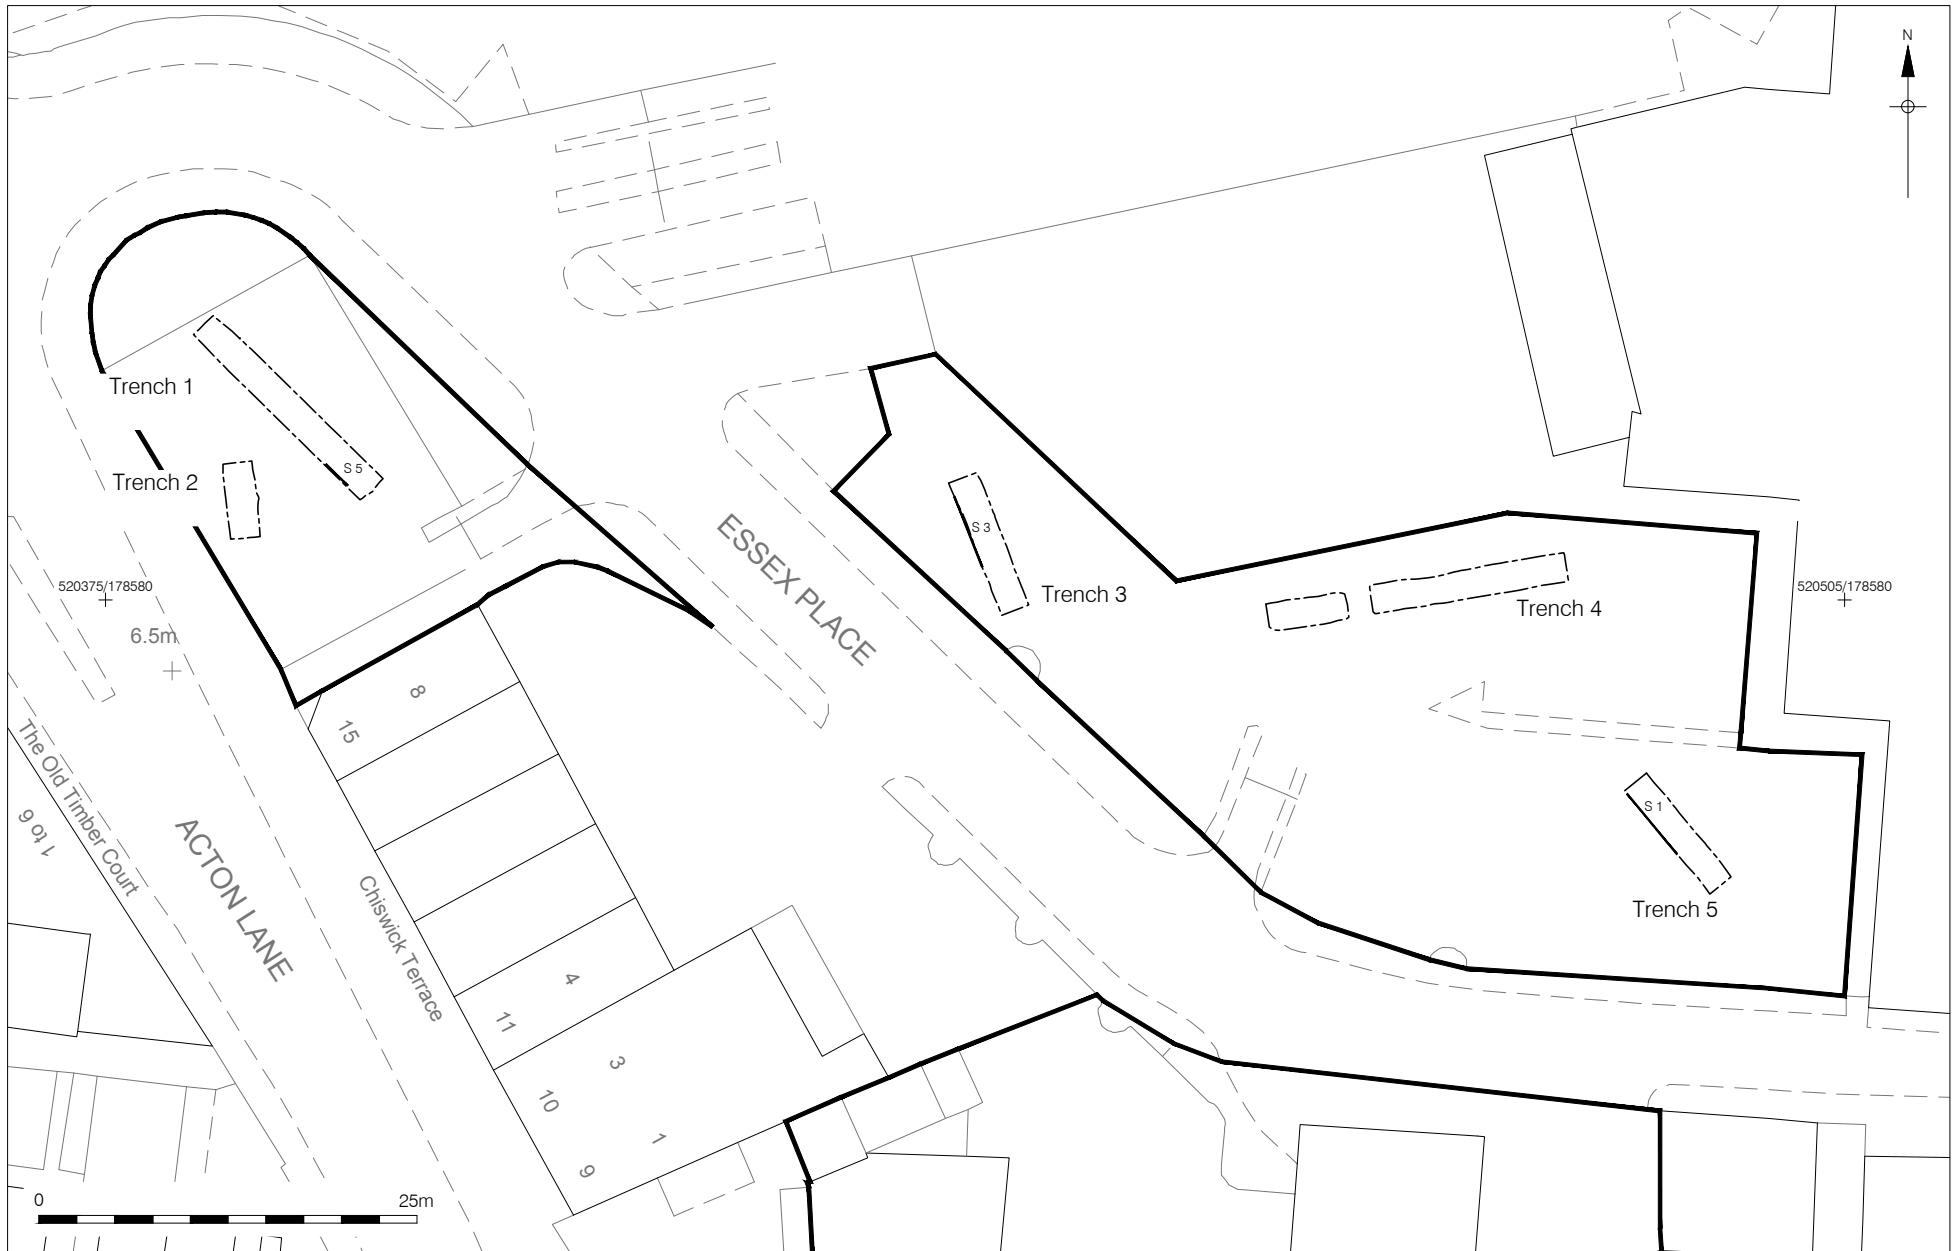 N
Trench 1
S 5
Trench 2
S 3
ESSEX PLACE
Trench 3
Trench 4
520375/178580
520505/178580
6.5m
8
15
The Old Timber Court
1 to 6
ACTON LANE
Chiswick Terrace
S 1
Trench 5
4
11
3
10
1
9
0
25m